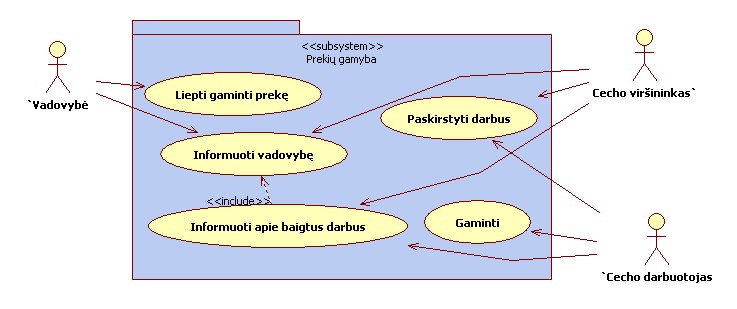 <<subsystem>>
Prekių gamyba
`Vadovybė
Liepti gaminti prekę
Cecho viršininkas`
Paskirstyti darbus
Informuoti vadovybę
<<include>>
Informuoti apie baigtus darbus
Gaminti
`Cecho darbuotojas